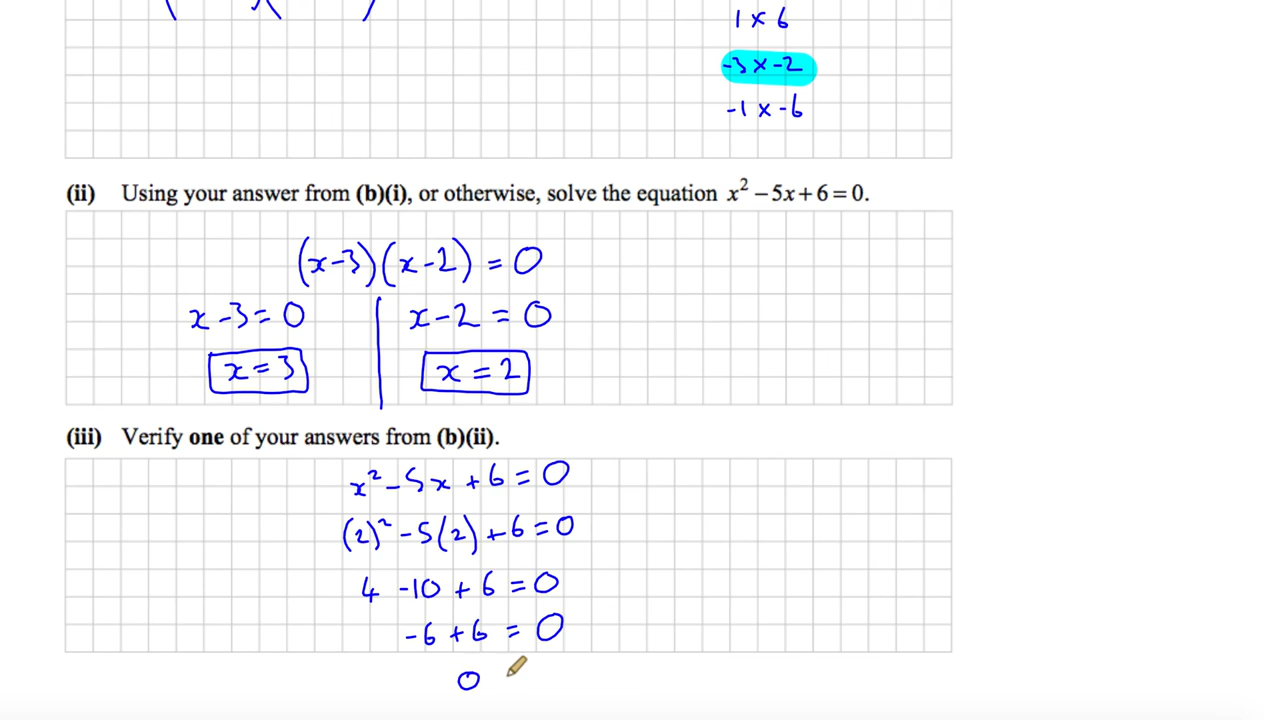 1 x 6
-3 x -2
-1 x -6
(ii) Using your answer from (b)(i), or otherwise, solve the equation x² – 5x + 6 = 0.
(x-3)(x-2) = 0
x-3 = 0 x-2 = 0
x = 3 x = 2
(iii) Verify one of your answers from (b)(ii).
x² - 5x + 6 = 0
(2)² - 5(2) + 6 = 0
4 -10 + 6 = 0
-6 + 6 = 0
0